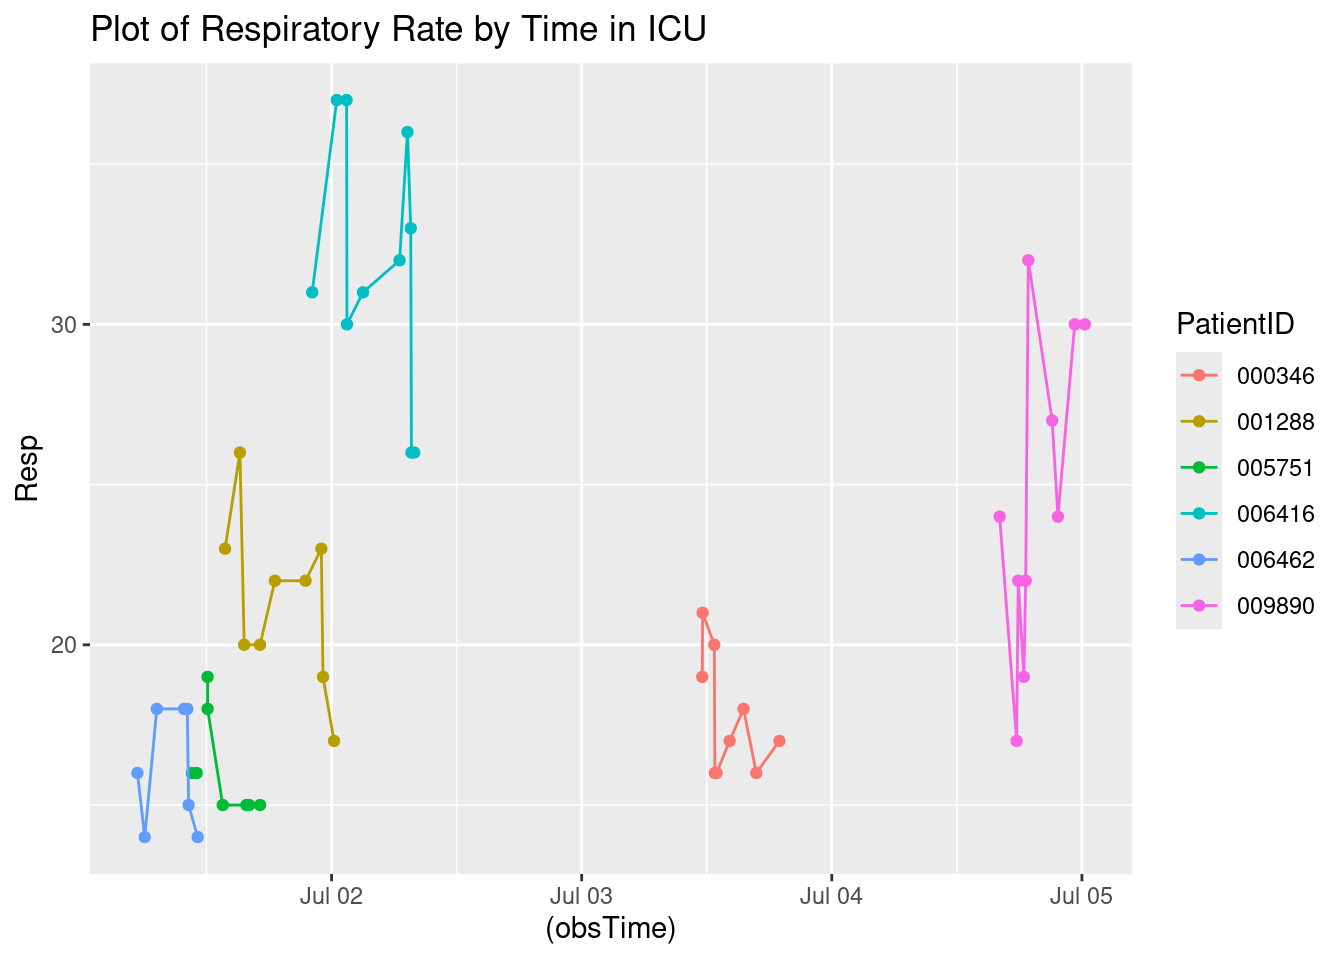 Plot of Respiratory Rate by Time in ICU
Resp
30
20
Jul 02
Jul 03
Jul 04
Jul 05
(obsTime)
PatientID
000346
001288
005751
006416
006462
009890